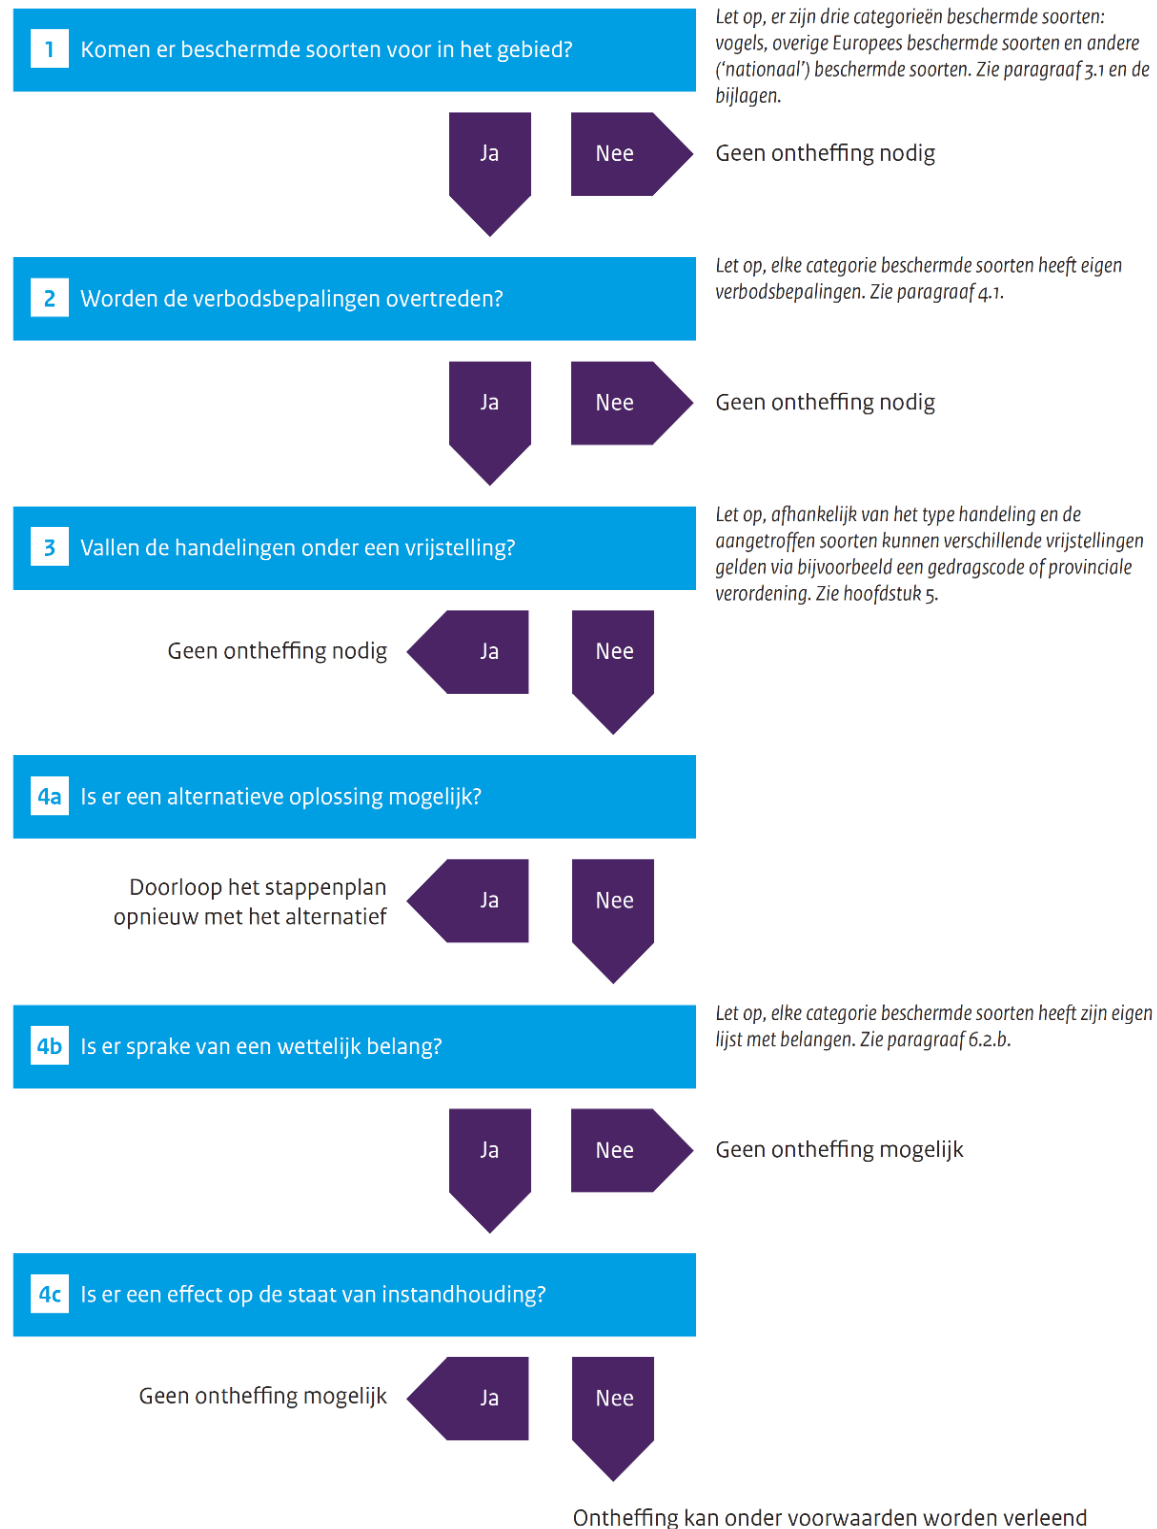 1 Komen er beschermde soorten voor in het gebied?
Let op, er zijn drie categorieën beschermde soorten:
vogels, overige Europees beschermde soorten en andere
(‘nationaal’) beschermde soorten. Zie paragraaf 3.1 en de
bijlagen.
Ja
Nee
Geen ontheffing nodig
2 Worden de verbodsbepalingen overtreden?
Let op, elke categorie beschermde soorten heeft eigen
verbodsbepalingen. Zie paragraaf 4.1.
Ja
Nee
Geen ontheffing nodig
3 Vallen de handelingen onder een vrijstelling?
Let op, afhankelijk van het type handeling en de
aangetroffen soorten kunnen verschillende vrijstellingen
gelden via bijvoorbeeld een gedragscode of provinciale
verordening. Zie hoofdstuk 5.
Geen ontheffing nodig
Ja
Nee
4a Is er een alternatieve oplossing mogelijk?
Doorloop het stappenplan
opnieuw met het alternatief
Ja
Nee
4b Is er sprake van een wettelijk belang?
Let op, elke categorie beschermde soorten heeft zijn eigen
lijst met belangen. Zie paragraaf 6.2.b.
Ja
Nee
Geen ontheffing mogelijk
4c Is er een effect op de staat van instandhouding?
Geen ontheffing mogelijk
Ja
Nee
Ontheffing kan onder voorwaarden worden verleend